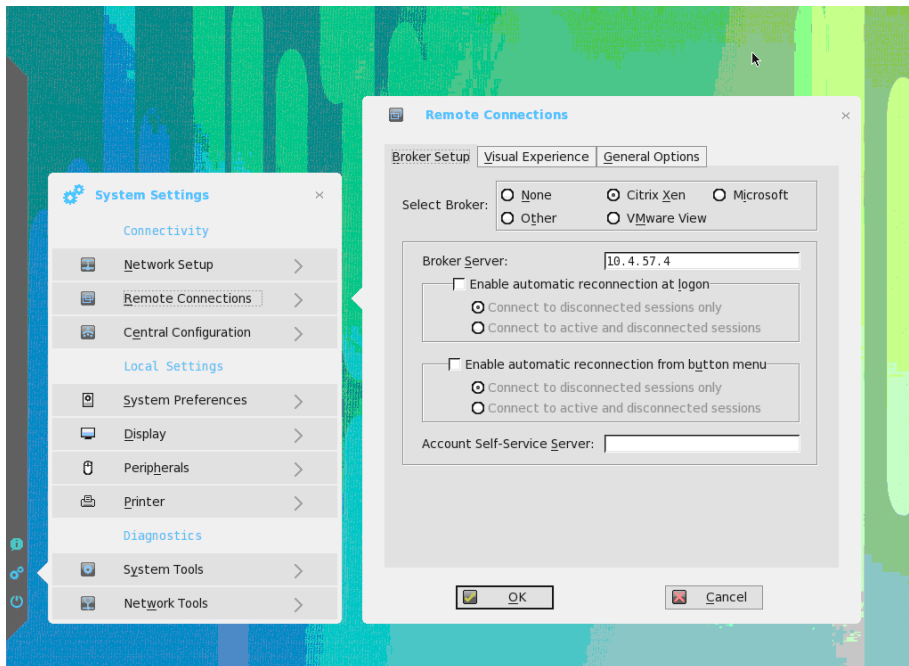 System Settings
Connectivity
Network Setup
Remote Connections
Central Configuration
Local Settings
System Preferences
Display
Peripherals
Printer
Diagnostics
System Tools
Network Tools
Remote Connections
Broker Setup Visual Experience General Options
Select Broker: None Citrix Xen Microsoft
Other VMware View
Broker Server: 10.4.57.4
Enable automatic reconnection at logon
Connect to disconnected sessions only
Connect to active and disconnected sessions
Enable automatic reconnection from button menu
Connect to disconnected sessions only
Connect to active and disconnected sessions
Account Self-Service Server:
OK Cancel